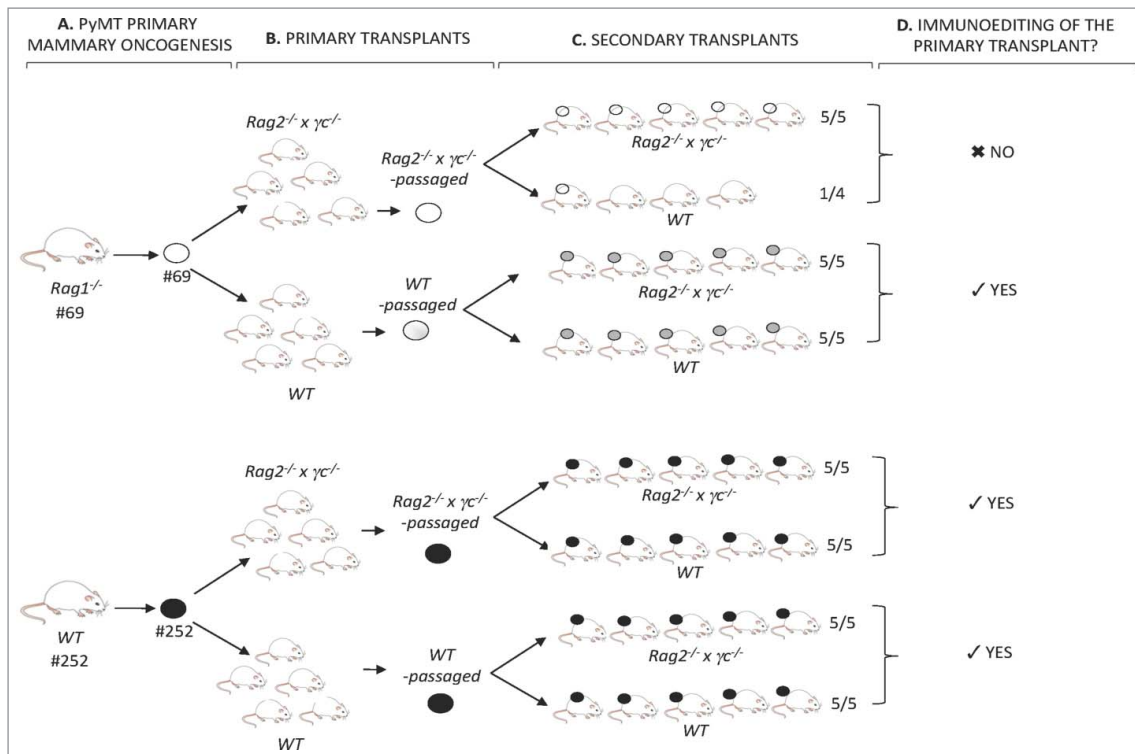 A. PyMT PRIMARY
MAMMARY ONCOGENESIS
B. PRIMARY TRANSPLANTS
C. SECONDARY TRANSPLANTS
D. IMMUNOEDITING OF THE
PRIMARY TRANSPLANT?
Rag2-/- x γc-/-
Rag2-/- x γc-/-
-passaged
5/5
Rag2-/- x γc-/-
1/4
WT
✖ NO
Rag1-/-
#69
#69
WT
WT
-passaged
5/5
Rag2-/- x γc-/-
5/5
WT
✓ YES
Rag2-/- x γc-/-
Rag2-/- x γc-/-
-passaged
5/5
Rag2-/- x γc-/-
5/5
WT
✓ YES
WT
#252
#252
WT
WT
-passaged
5/5
Rag2-/- x γc-/-
5/5
WT
✓ YES